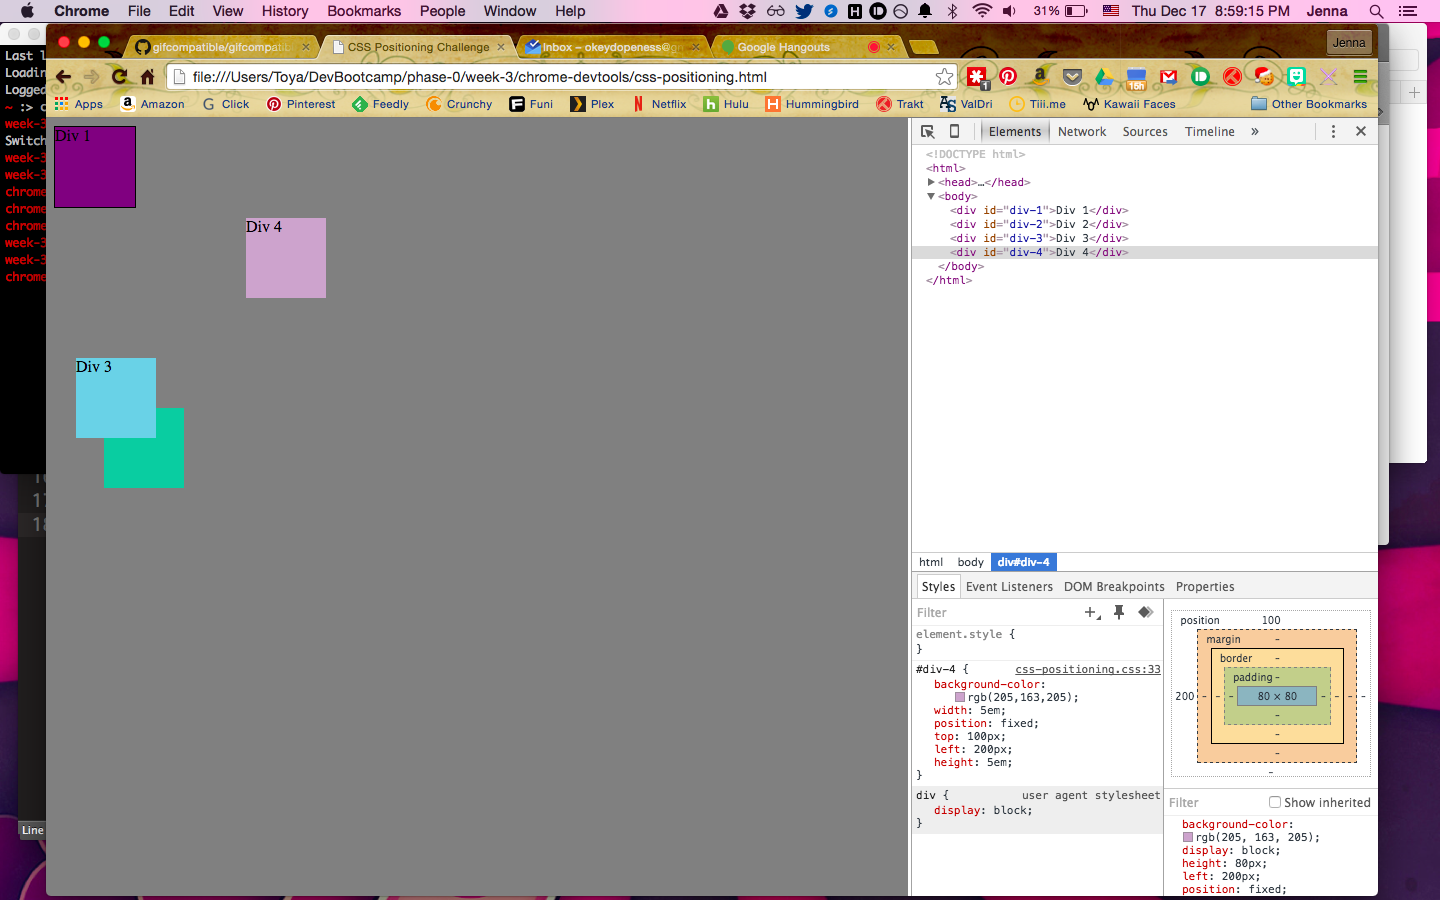 Chrome File Edit View History Bookmarks People Window Help 31% Thu Dec 17 8:59:15 PM Jenna
gifcompatible/gifcompatib CSS Positioning Challenge Inbox – okeydopeness@g Google Hangouts Jenna
file:///Users/Toya/DevBootcamp/phase-0/week-3/chrome-devtools/css-positioning.html
Apps Amazon Click Pinterest Feedly Crunchy Funi Plex Netflix Hulu Hummingbird Trakt ValDri Tiii.me Kawaii Faces Other Bookmarks
Last l
Loadin
Logged
~ :> c
week-3
Switch
week-3
week-3
chrome
chrome
chrome
week-3
week-3
chrome
17
18
Line
Div 1
Div 4
Div 3
Elements Network Sources Timeline »
<!DOCTYPE html>
<html>
<head>…</head>
<body>
<div id="div-1">Div 1</div>
<div id="div-2">Div 2</div>
<div id="div-3">Div 3</div>
<div id="div-4">Div 4</div>
</body>
</html>
html body div#div-4
Styles Event Listeners DOM Breakpoints Properties
Filter
element.style {
}
#div-4 { css-positioning.css:33
background-color:
rgb(205,163,205);
width: 5em;
position: fixed;
top: 100px;
left: 200px;
height: 5em;
}
div { user agent stylesheet
display: block;
}
position 100
margin -
border -
padding -
200 - - - 80 × 80 - - - -
-
-
-
-
Filter Show inherited
background-color:
rgb(205, 163, 205);
display: block;
height: 80px;
left: 200px;
position: fixed;